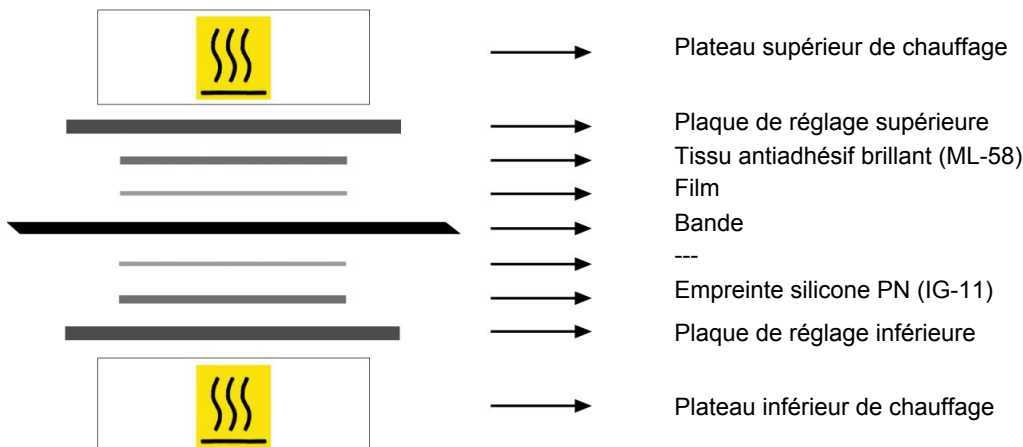 Plateau supérieur de chauffage
Plaque de réglage supérieure
Tissu antiadhésif brillant (ML-58)
Film
Bande
---
Empreinte silicone PN (IG-11)
Plaque de réglage inférieure
Plateau inférieur de chauffage